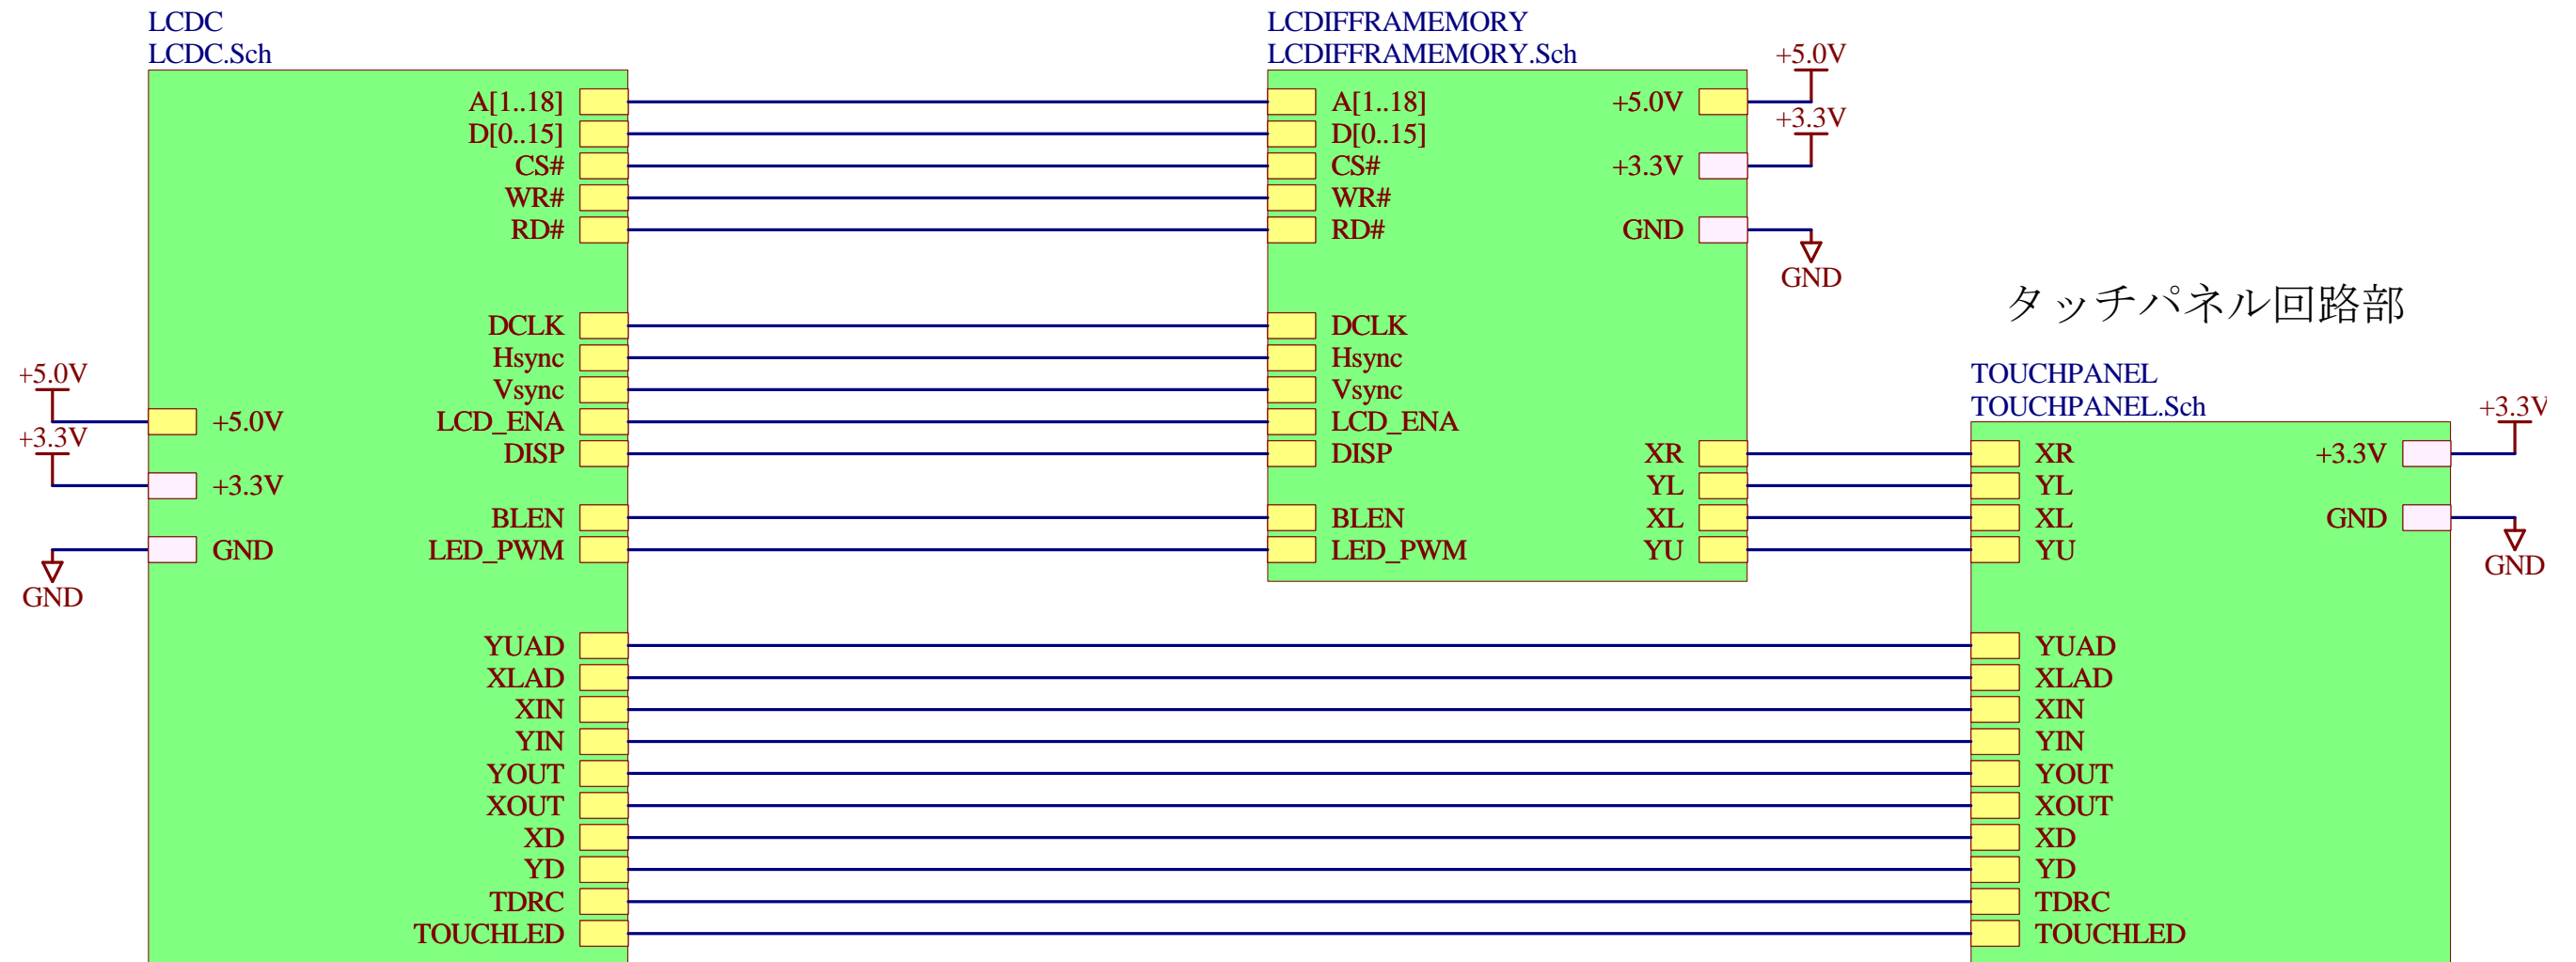 LCDC
LCDC.Sch
A[1..18]
D[0..15]
CS#
WR#
RD#
DCLK
Hsync
Vsync
LCD_ENA
DISP
BLEN
LED_PWM
YUAD
XLAD
XIN
YIN
YOUT
XOUT
XD
YD
TDRC
TOUCHLED
+5.0V
+5.0V
+3.3V
+3.3V
GND
GND
LCDIFFRAMEMORY
LCDIFFRAMEMORY.Sch
A[1..18]
D[0..15]
CS#
WR#
RD#
DCLK
Hsync
Vsync
LCD_ENA
DISP
BLEN
LED_PWM
+5.0V
+5.0V
+3.3V
+3.3V
GND
GND
XR
YL
XL
YU
タッチパネル回路部
TOUCHPANEL
TOUCHPANEL.Sch
XR
YL
XL
YU
YUAD
XLAD
XIN
YIN
YOUT
XOUT
XD
YD
TDRC
TOUCHLED
+3.3V
+3.3V
GND
GND